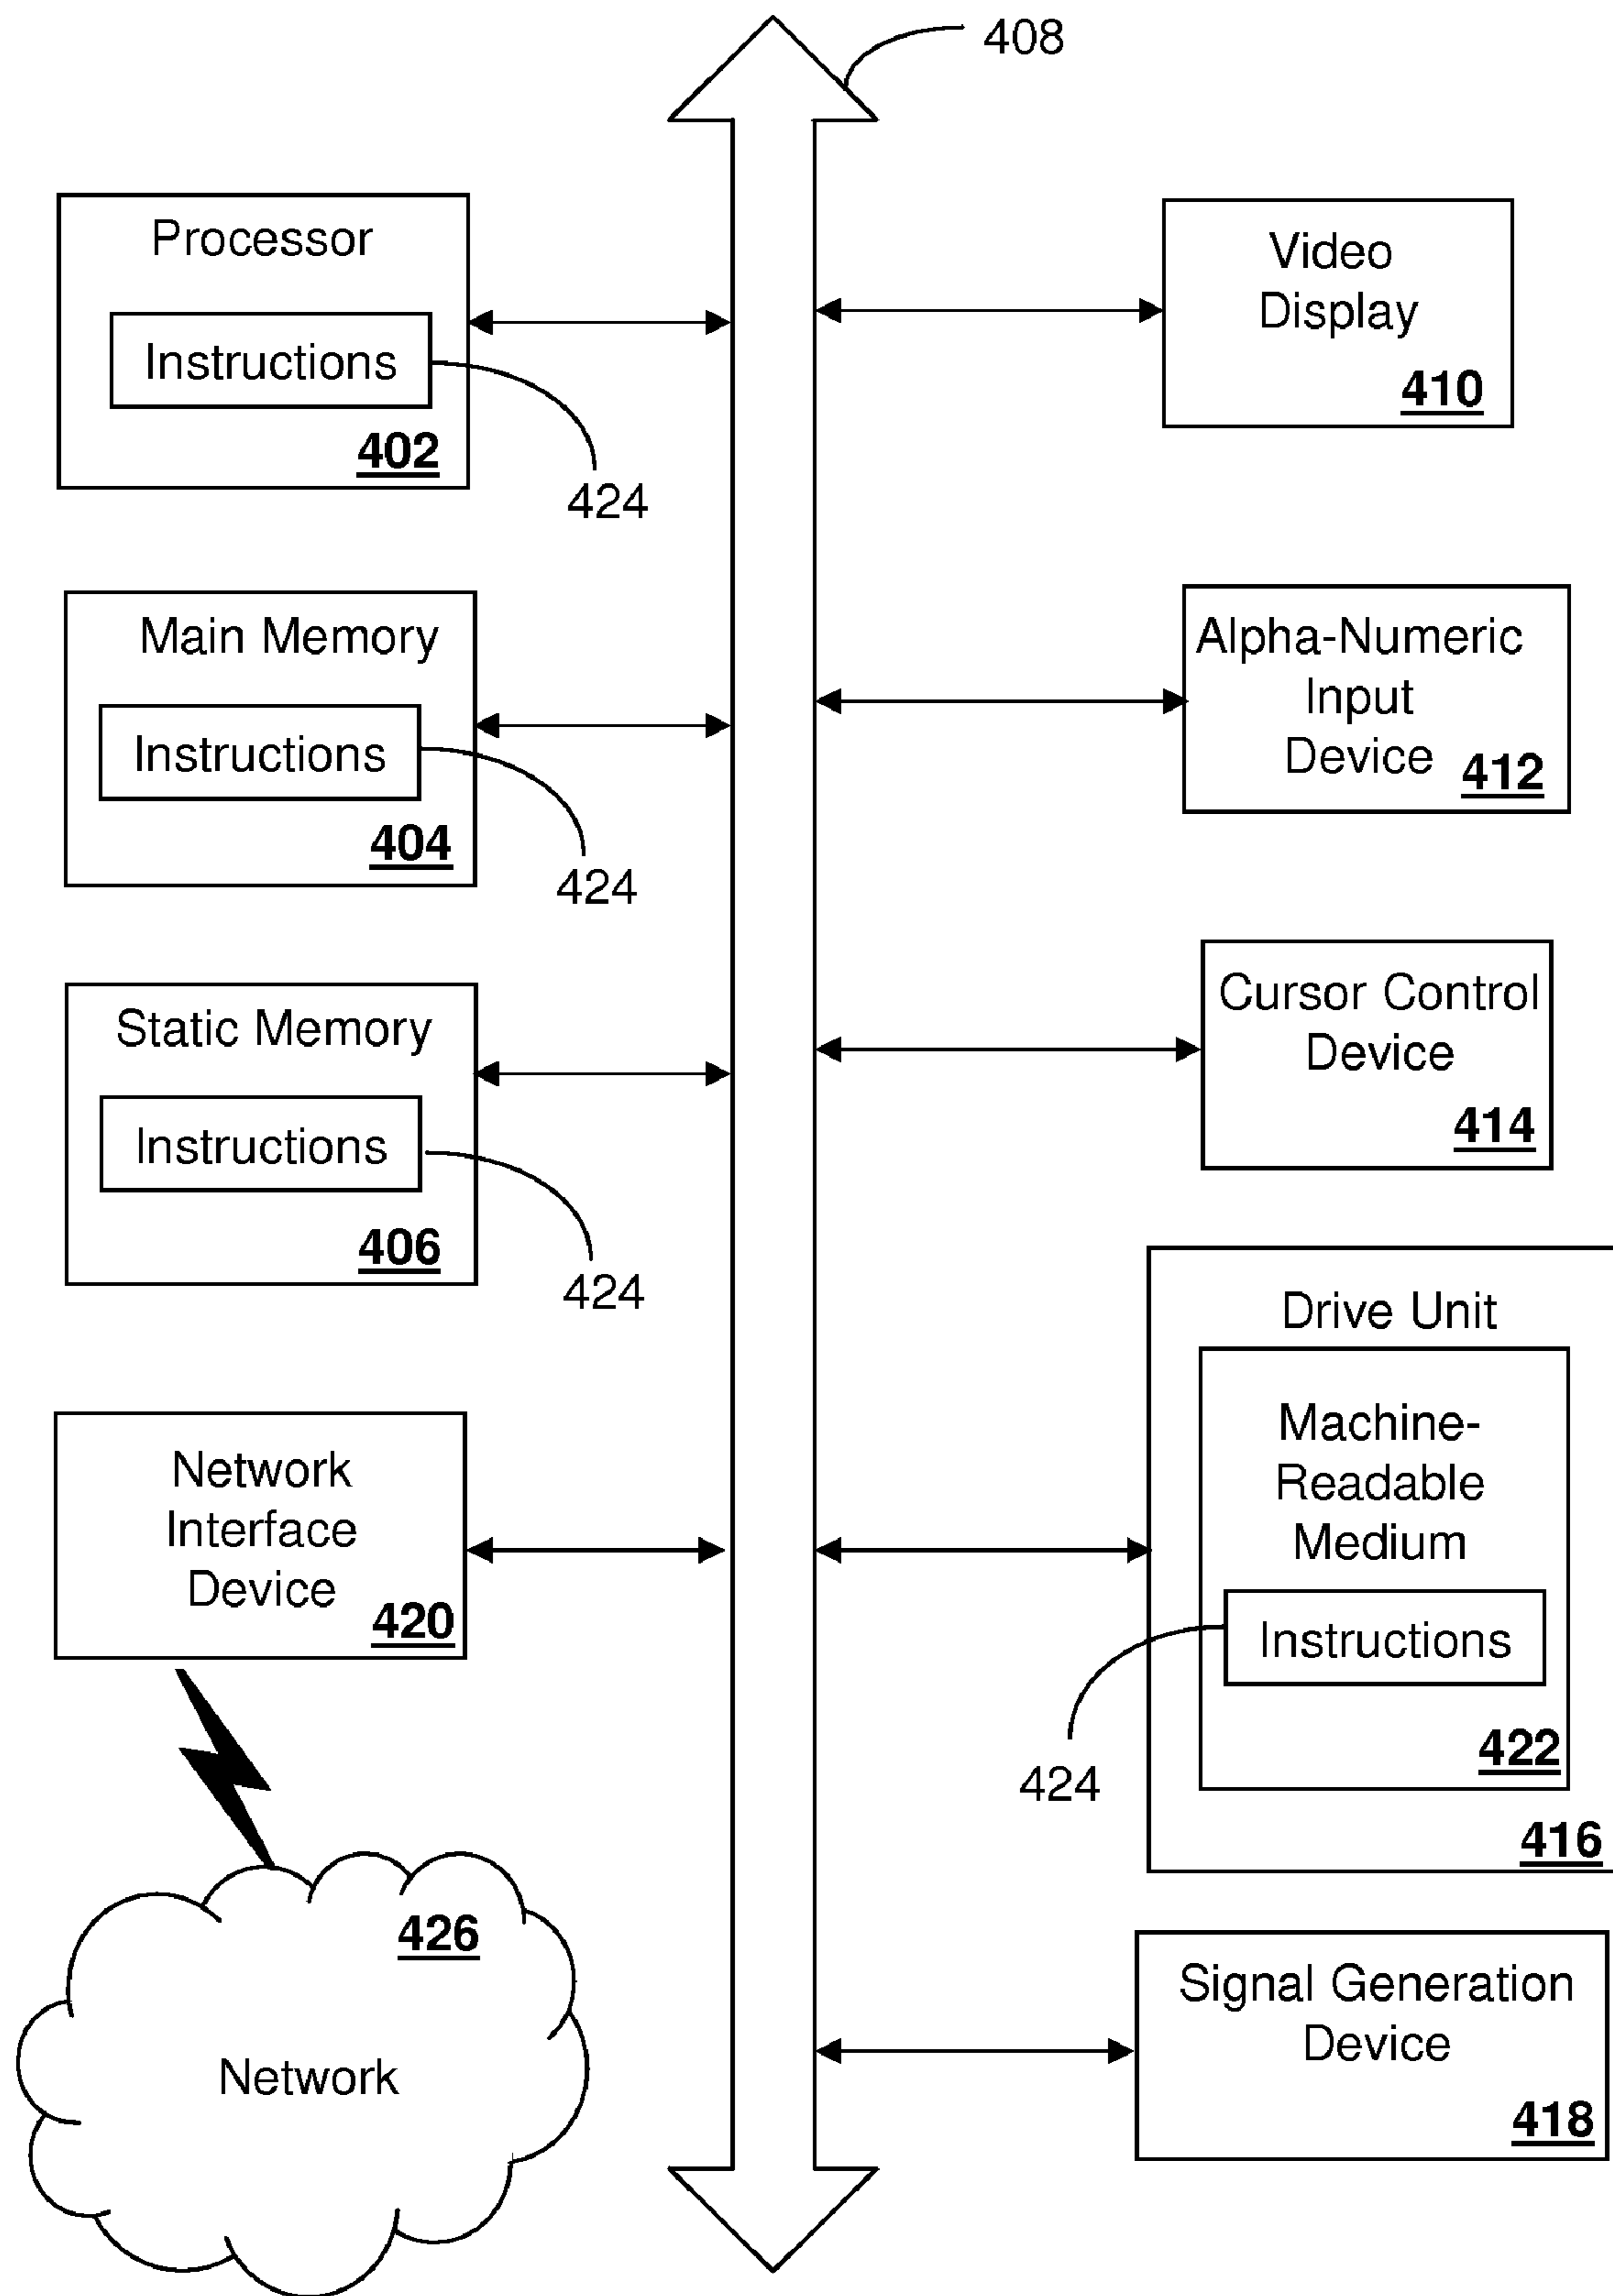 408
Processor
Instructions
402
424
Main Memory
Instructions
404
424
Static Memory
Instructions
406
424
Network
Interface
Device
420
426
Network
Video
Display
410
Alpha-Numeric
Input
Device
412
Cursor Control
Device
414
Drive Unit
Machine-
Readable
Medium
Instructions
422
424
416
Signal Generation
Device
418